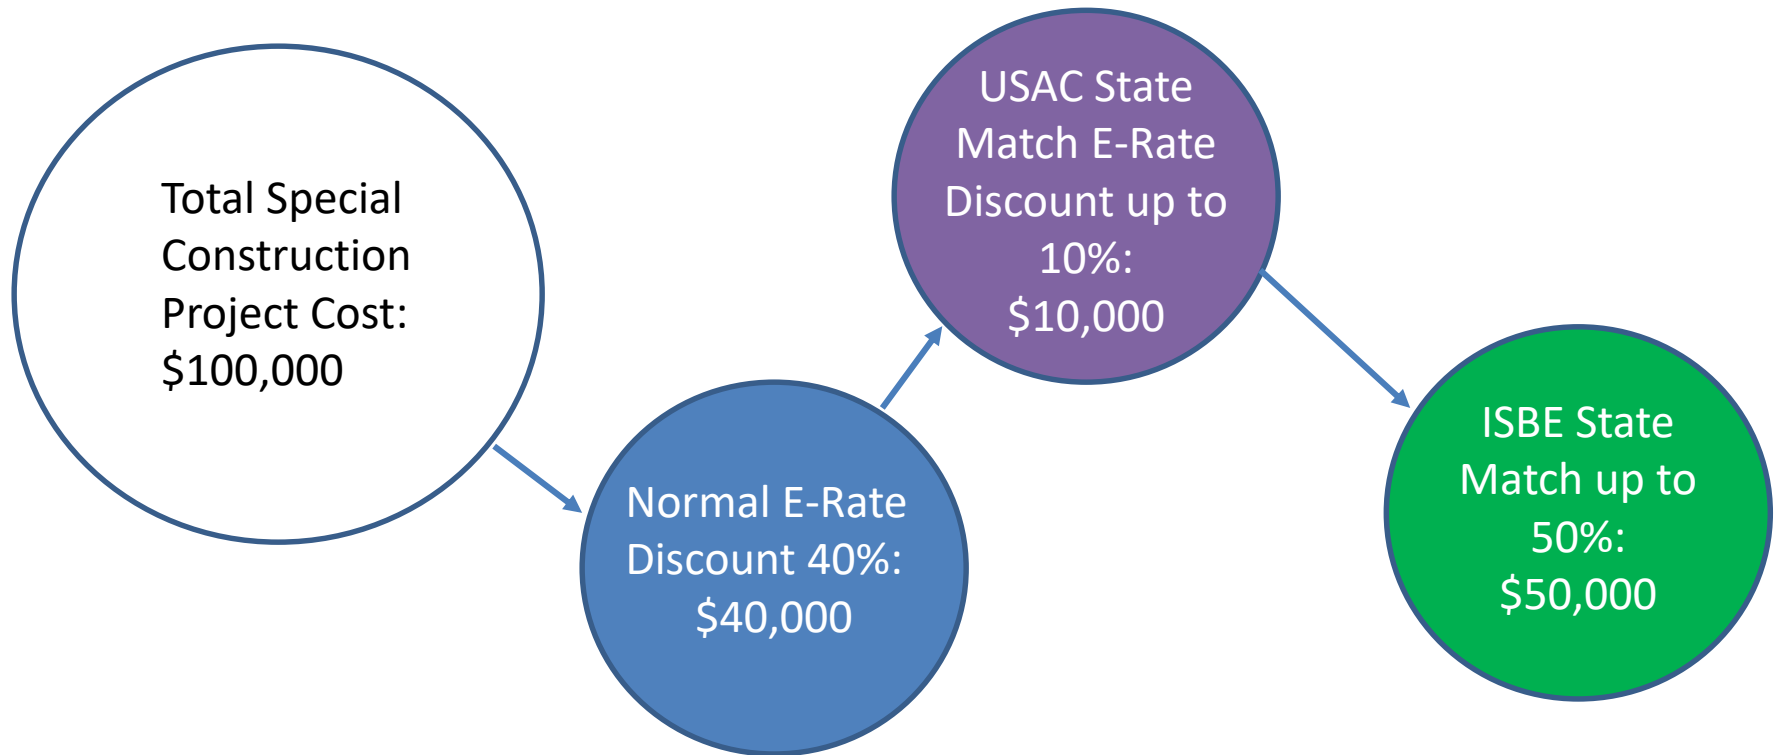 Total Special
Construction
Project Cost:
$100,000
Normal E-Rate
Discount 40%:
$40,000
USAC State
Match E-Rate
Discount up to
10%:
$10,000
ISBE State
Match up to
50%:
$50,000